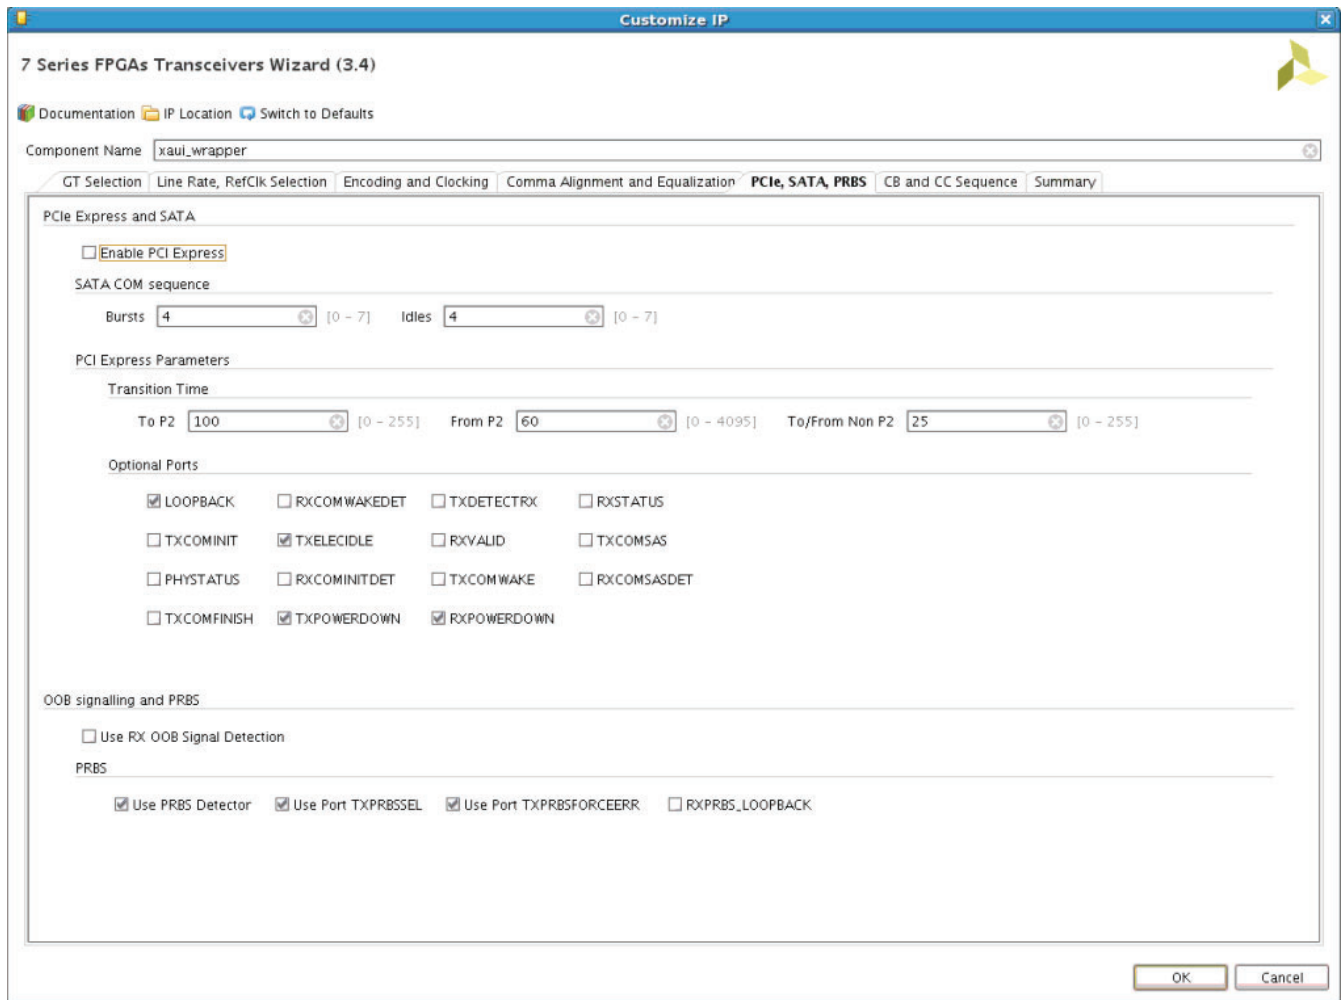 Customize IP
7 Series FPGAs Transceivers Wizard (3.4)
Documentation IP Location Switch to Defaults
Component Name xaui_wrapper
GT Selection Line Rate, RefClk Selection Encoding and Clocking Comma Alignment and Equalization PCIe, SATA, PRBS CB and CC Sequence Summary
PCIe Express and SATA
Enable PCI Express
SATA COM sequence
Bursts 4 [0 - 7] Idles 4 [0 - 7]
PCI Express Parameters
Transition Time
To P2 100 [0 - 255] From P2 60 [0 - 4095] To/From Non P2 25 [0 - 255]
Optional Ports
LOOPBACK RXCOMWAKEDET TXDETECTRX RXSTATUS
TXCOMINIT TXELECIDLE RXVALID TXCOMSAS
PHYSTATUS RXCOMINITDET TXCOMWAKE RXCOMSASDET
TXCOMFINISH TXPOWERDOWN RXPOWERDOWN
OOB signalling and PRBS
Use RX OOB Signal Detection
PRBS
Use PRBS Detector Use Port TXPRBSSEL Use Port TXPRBSFORCEERR RXPRBS_LOOPBACK
OK Cancel